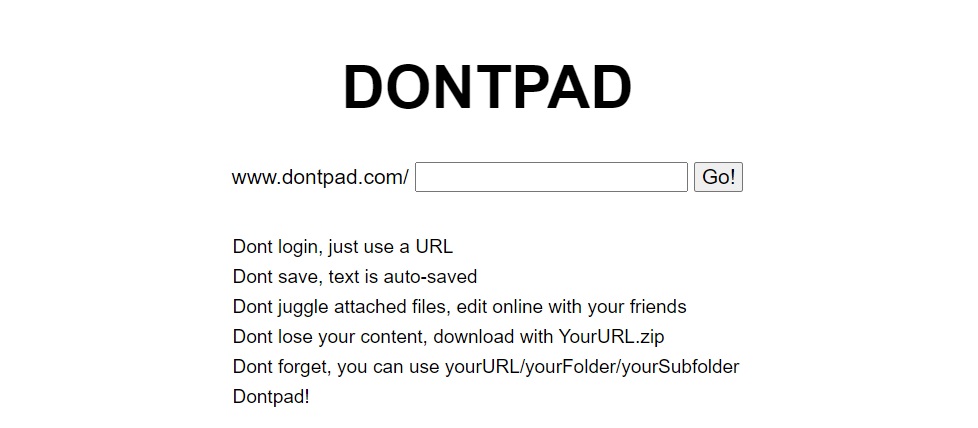 DONTPAD
www.dontpad.com/ Go!
Dont login, just use a URL
Dont save, text is auto-saved
Dont juggle attached files, edit online with your friends
Dont lose your content, download with YourURL.zip
Dont forget, you can use yourURL/yourFolder/yourSubfolder
Dontpad!